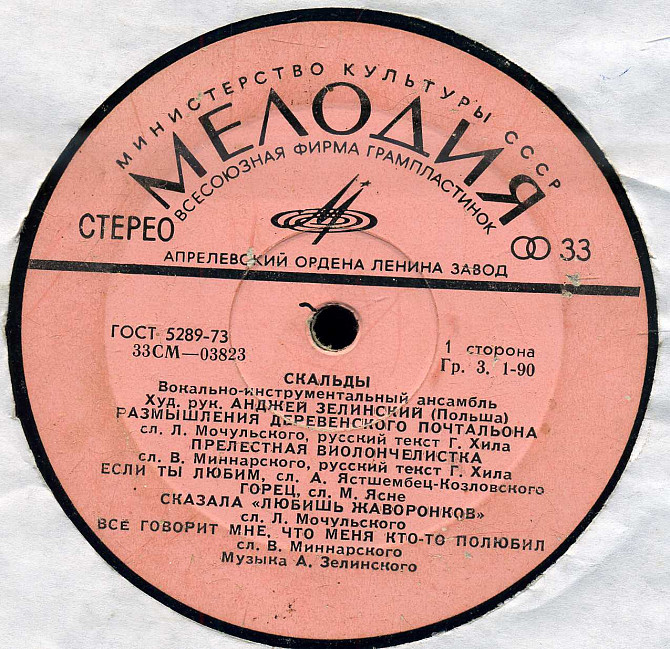 МИНИСТЕРСТВО КУЛЬТУРЫ СССР
МЕЛОДИЯ
ВСЕСОЮЗНАЯ ФИРМА ГРАМПЛАСТИНОК
СТЕРЕО
33
АПРЕЛЕВСКИЙ ОРДЕНА ЛЕНИНА ЗАВОД
ГОСТ 5289-73
33СМ—03823
1 сторона
Гр. 3. 1-90
СКАЛЬДЫ
Вокально-инструментальный ансамбль
Худ. рук. АНДЖЕЙ ЗЕЛИНСКИЙ (Польша)
РАЗМЫШЛЕНИЯ ДЕРЕВЕНСКОГО ПОЧТАЛЬОНА
сл. Л. Мочульского, русский текст Г. Хила
ПРЕЛЕСТНАЯ ВИОЛОНЧЕЛИСТКА
сл. В. Миннарского, русский текст Г. Хила
ЕСЛИ ТЫ ЛЮБИМ, сл. А. Ястшембец-Козловского
ГОРЕЦ, сл. М. Ясне
СКАЗАЛА «ЛЮБИШЬ ЖАВОРОНКОВ»
сл. Л. Мочульского
ВСЕ ГОВОРИТ МНЕ, ЧТО МЕНЯ КТО-ТО ПОЛЮБИЛ
сл. В. Миннарского
Музыка А. Зелинского